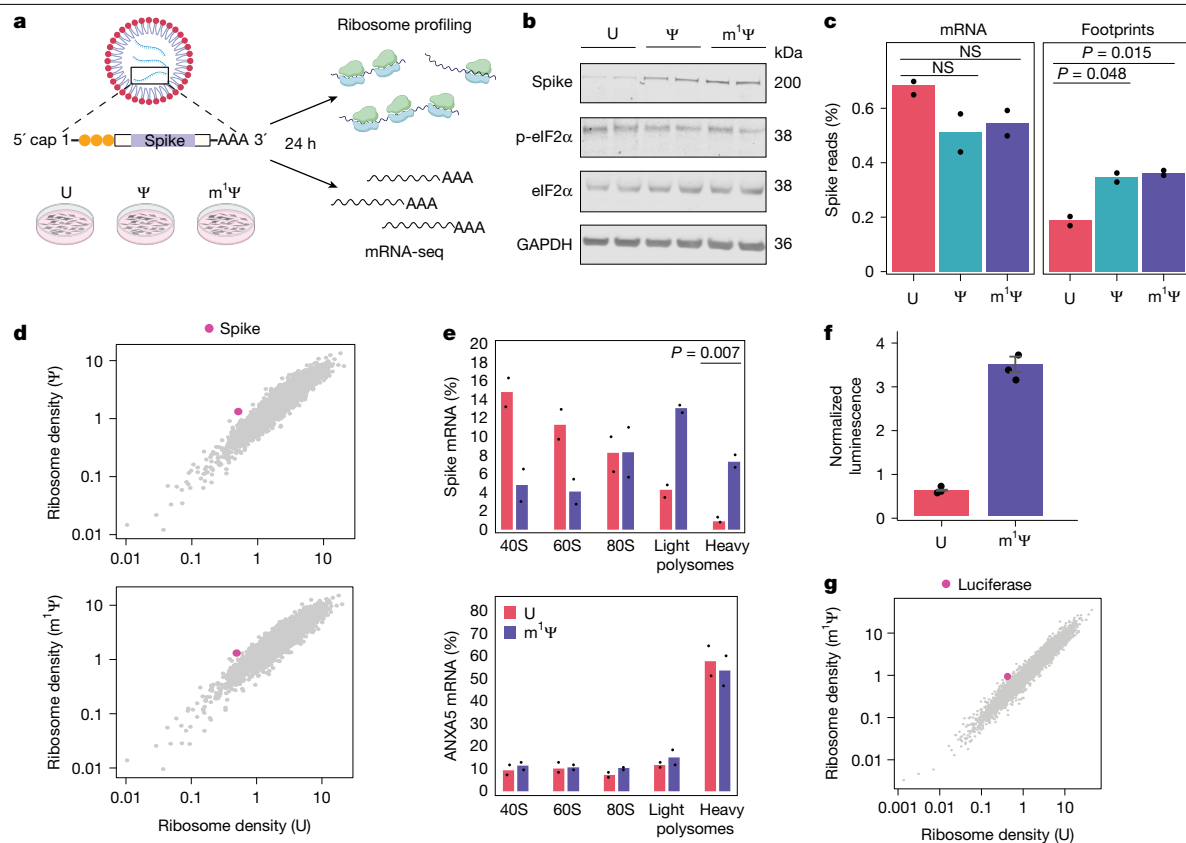 a
Ribosome profiling
5′ cap 1
Spike
AAA 3′
24 h
U
Ψ
m¹Ψ
AAA
AAA
AAA
mRNA-seq
b
U
Ψ
m¹Ψ
kDa
Spike
200
p-eIF2α
38
eIF2α
38
GAPDH
36
c
mRNA
Footprints
NS
NS
P = 0.015
P = 0.048
Spike reads (%)
0.6
0.4
0.2
0
U
Ψ
m¹Ψ
U
Ψ
m¹Ψ
d
Spike
Ribosome density (Ψ)
10
1
0.1
0.01
0.01
0.1
1
10
Ribosome density (m¹Ψ)
10
1
0.1
0.01
0.01
0.1
1
10
Ribosome density (U)
e
P = 0.007
Spike mRNA (%)
20
18
16
14
12
10
8
6
4
2
0
40S
60S
80S
Light
Heavy
polysomes
U
m¹Ψ
ANXA5 mRNA (%)
80
70
60
50
40
30
20
10
0
40S
60S
80S
Light
Heavy
polysomes
f
Normalized
luminescence
4
3
2
1
0
U
m¹Ψ
g
Luciferase
Ribosome density (m¹Ψ)
10
1
0.1
0.01
0.001
0.01
0.1
1
10
Ribosome density (U)